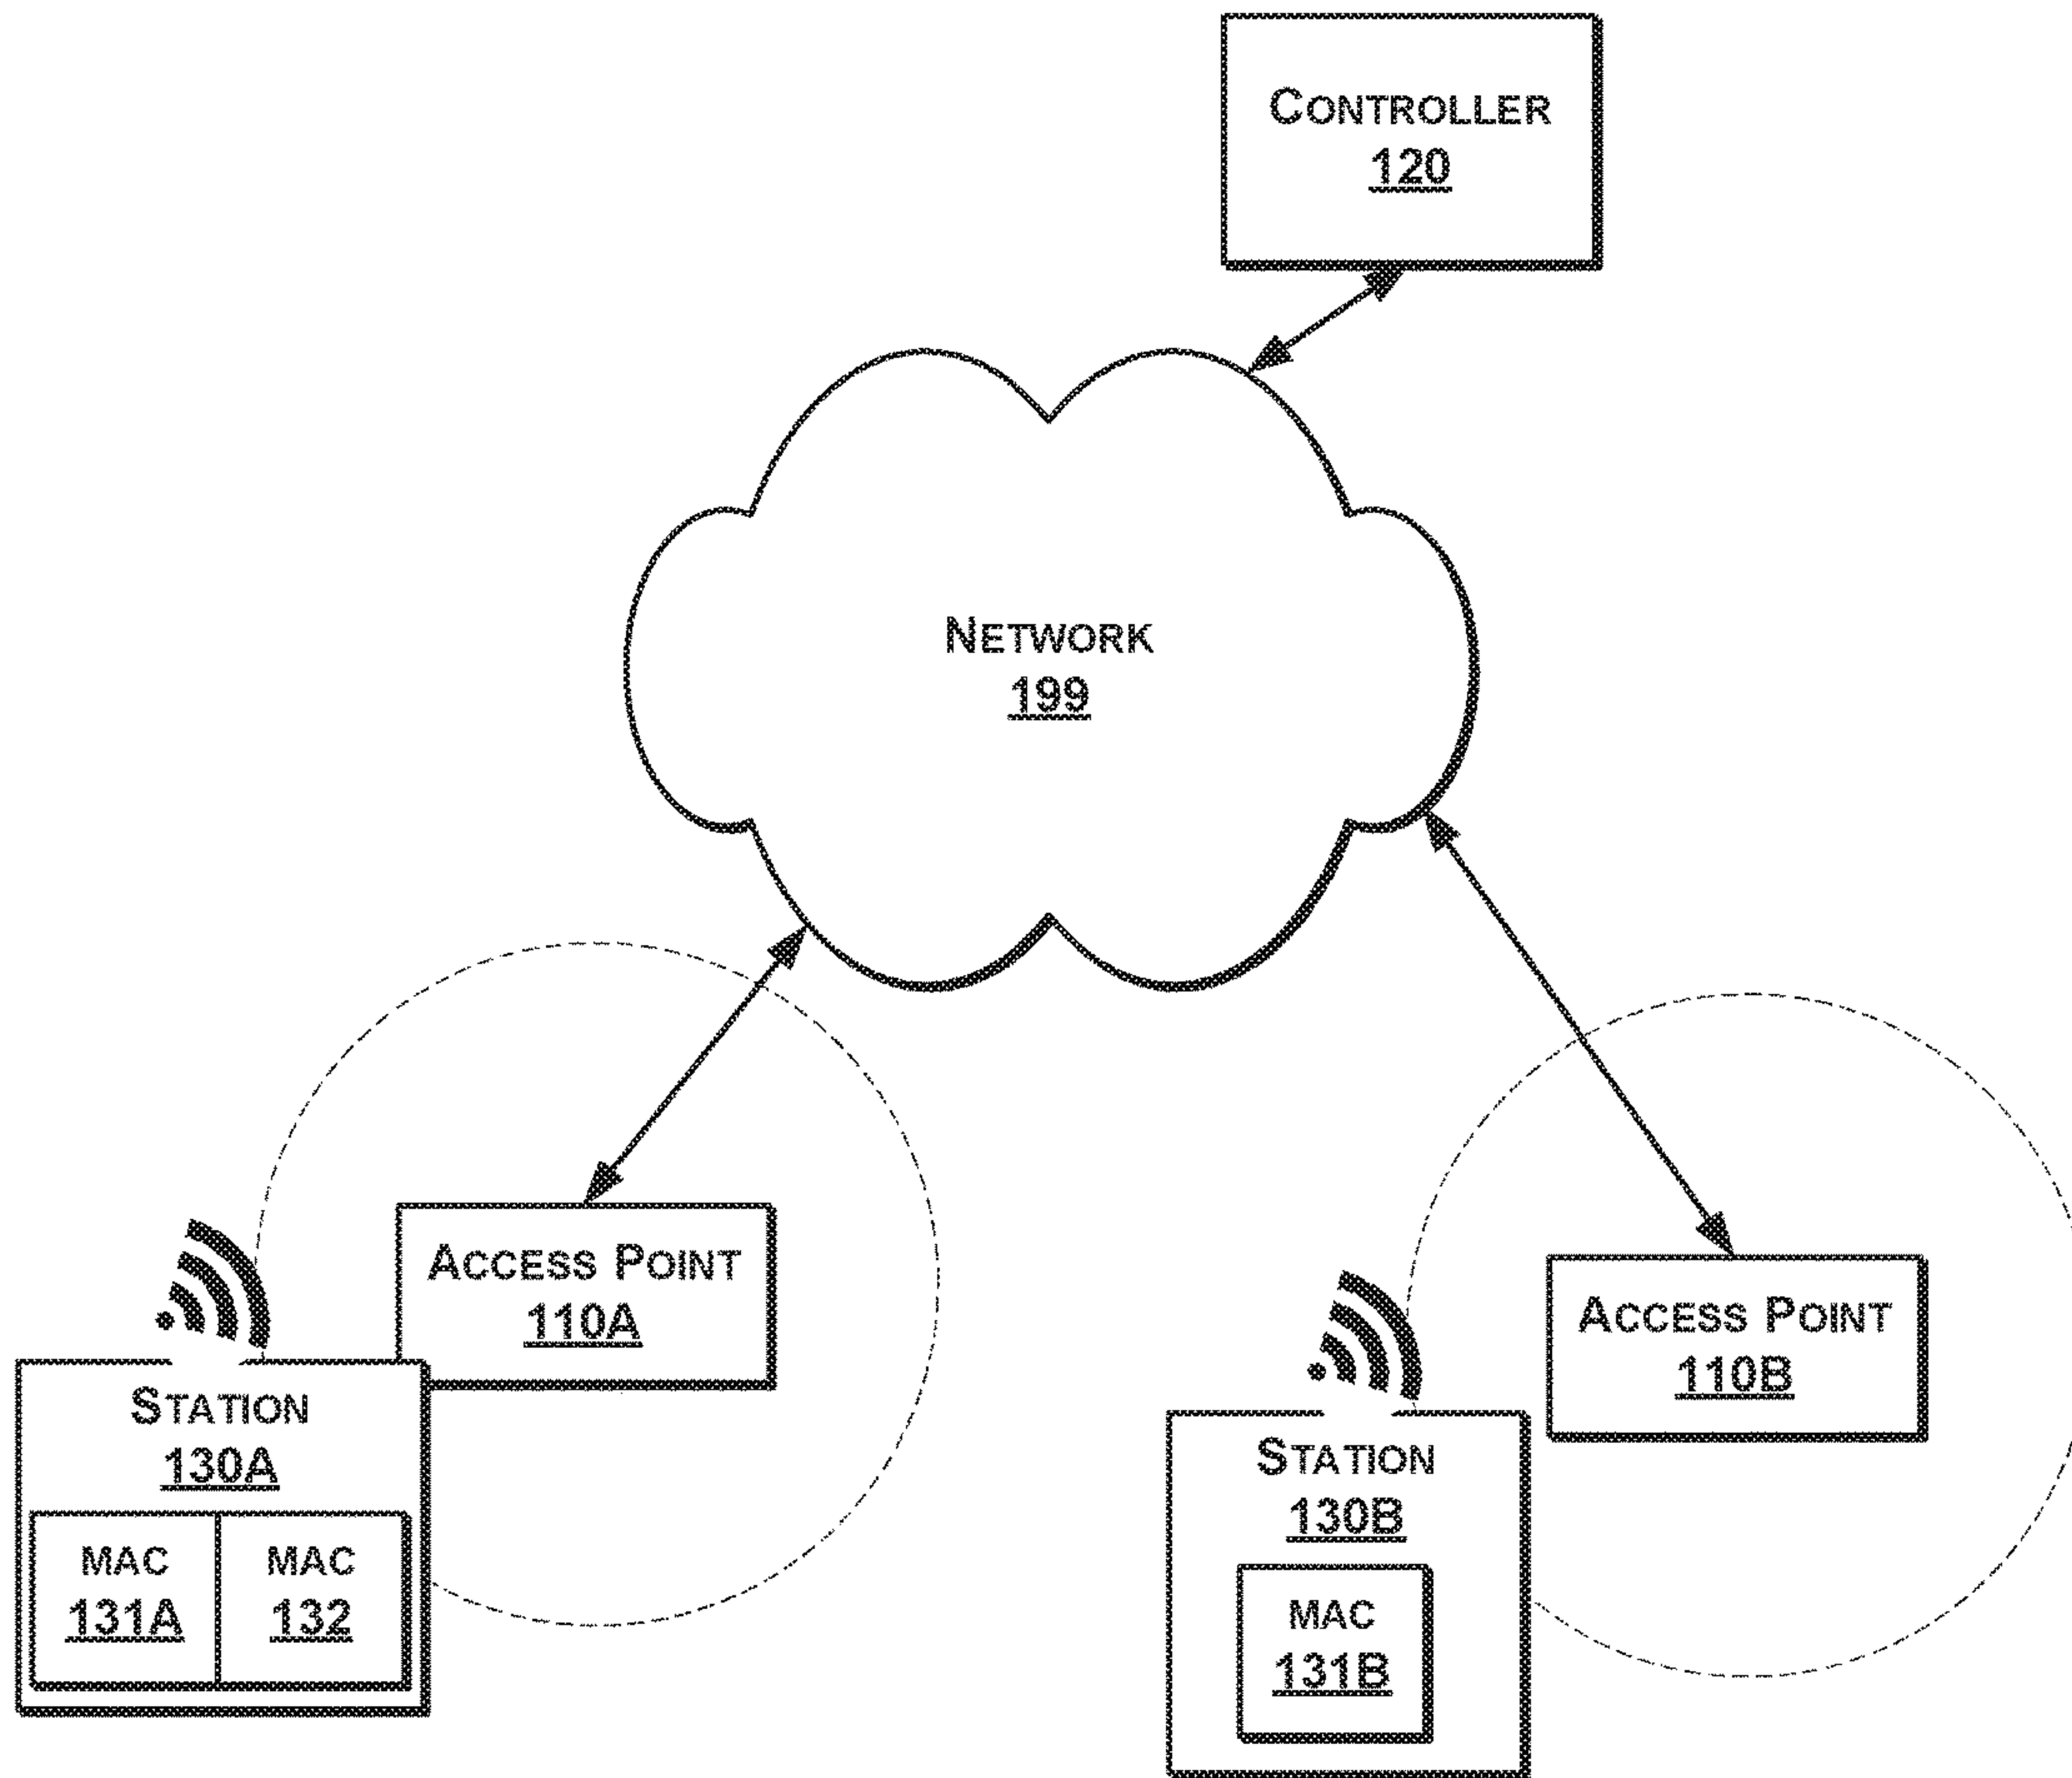 CONTROLLER
120
NETWORK
199
ACCESS POINT
110A
ACCESS POINT
110B
STATION
130A
MAC
131A
MAC
132
STATION
130B
MAC
131B